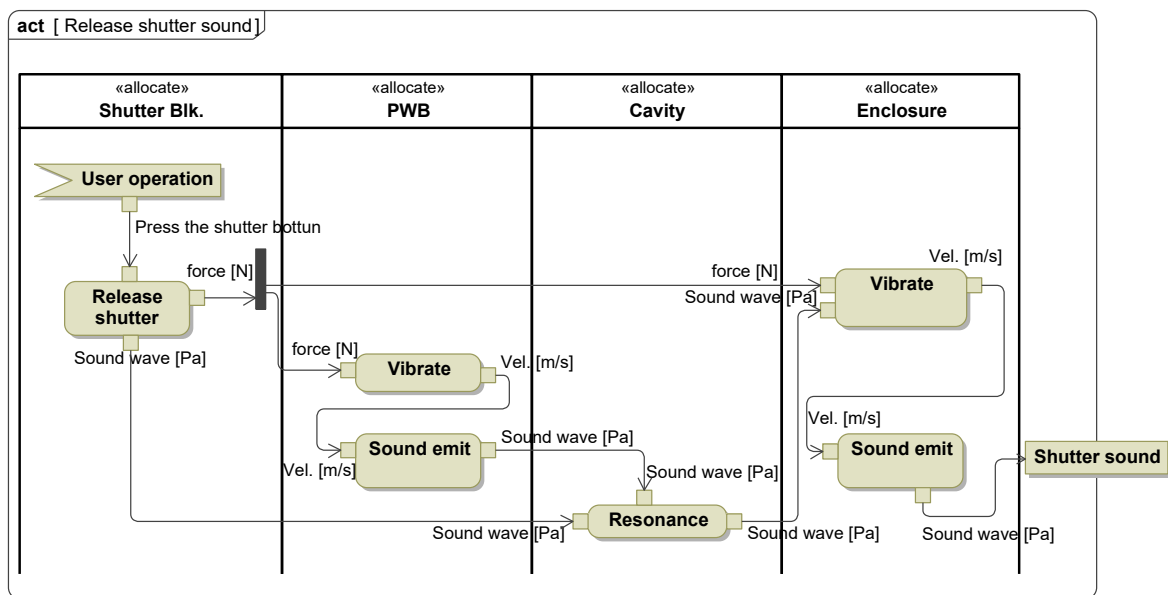 act [ Release shutter sound ]
«allocate»
Shutter Blk.
«allocate»
PWB
«allocate»
Cavity
«allocate»
Enclosure
User operation
Press the shutter bottun
force [N]
Release
shutter
Sound wave [Pa]
force [N]
Vibrate
Vel. [m/s]
Vel. [m/s]
Sound emit
Sound wave [Pa]
Sound wave [Pa]
Sound wave [Pa]
Resonance
Sound wave [Pa]
force [N]
Sound wave [Pa]
Vel. [m/s]
Vibrate
Vel. [m/s]
Sound emit
Sound wave [Pa]
Shutter sound